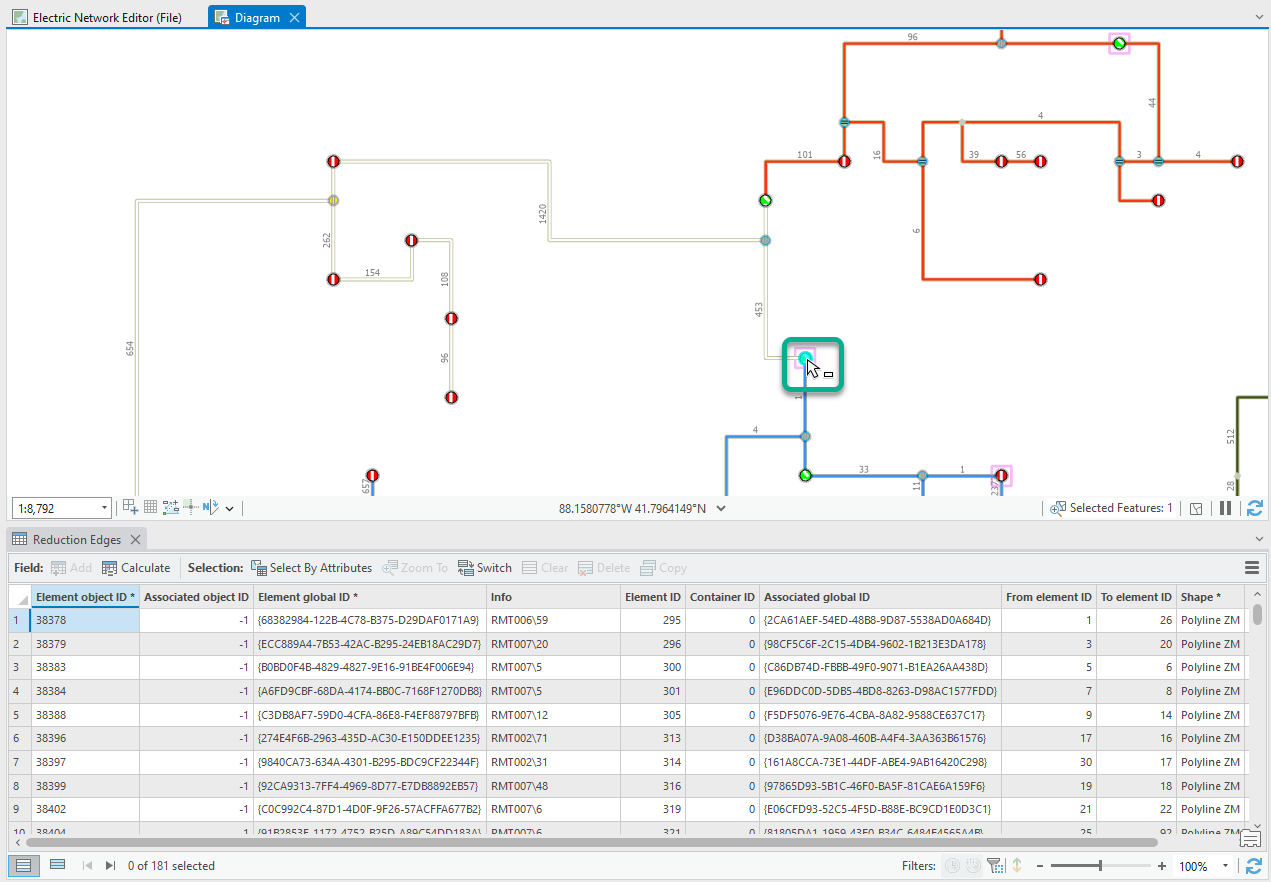 Electric Network Editor (File) Diagram
96
44
4
101 16 39 56 3 4
1420
262
6
154
108
453
654
96
1
4
512
33 1
657 11 237 28
1:8,792 88.1580778°W 41.7964149°N Selected Features: 1
Reduction Edges
Field: Add Calculate Selection: Select By Attributes Zoom To Switch Clear Delete Copy
Element object ID * Associated object ID Element global ID * Info Element ID Container ID Associated global ID From element ID To element ID Shape *
1 38378 -1 {68382984-122B-4C78-B375-D29DAF0171A9} RMT006\59 295 0 {2CA61AEF-54ED-48B8-9D87-5538AD0A684D} 1 26 Polyline ZM
2 38379 -1 {ECC889A4-7B53-42AC-B295-24EB18AC29D7} RMT007\20 296 0 {98CF5C6F-2C15-4DB4-9602-1B213E3DA178} 3 20 Polyline ZM
3 38383 -1 {B0BD0F4B-4829-4827-9E16-91BE4F006E94} RMT007\5 300 0 {C86DB74D-FBBB-49F0-9071-B1EA26AA438D} 5 6 Polyline ZM
4 38384 -1 {A6FD9CBF-68DA-4174-BB0C-7168F1270DB8} RMT007\5 301 0 {E96DDC0D-5DB5-4BD8-8263-D98AC1577FDD} 7 8 Polyline ZM
5 38388 -1 {C3DB8AF7-59D0-4CFA-86E8-F4EF88797BFB} RMT007\12 305 0 {F5DF5076-9E76-4CBA-8A82-9588CE637C17} 9 14 Polyline ZM
6 38396 -1 {274E4F6B-2963-435D-AC30-E150DDEE1235} RMT002\71 313 0 {D38BA07A-9A08-460B-A4F4-3AA363B61576} 17 16 Polyline ZM
7 38397 -1 {9840CA73-634A-4301-B295-BDC9CF22344F} RMT002\31 314 0 {161A8CCA-73E1-44DF-ABE4-9AB16420C298} 30 17 Polyline ZM
8 38399 -1 {92CA9313-7FF4-4969-8D77-E7DB8892EB57} RMT007\48 316 0 {97865D93-5B1C-46F0-BA5F-81CAE6A159F6} 19 18 Polyline ZM
9 38402 -1 {C0C992C4-87D1-4D0F-9F26-57ACFFA677B2} RMT007\6 319 0 {E06CFD93-52C5-4F5D-B88E-BC9CD1E0D3C1} 21 22 Polyline ZM
10 38404 -1 RMT007\6 321 0 25 92 Polyline ZM
0 of 181 selected Filters: 100%